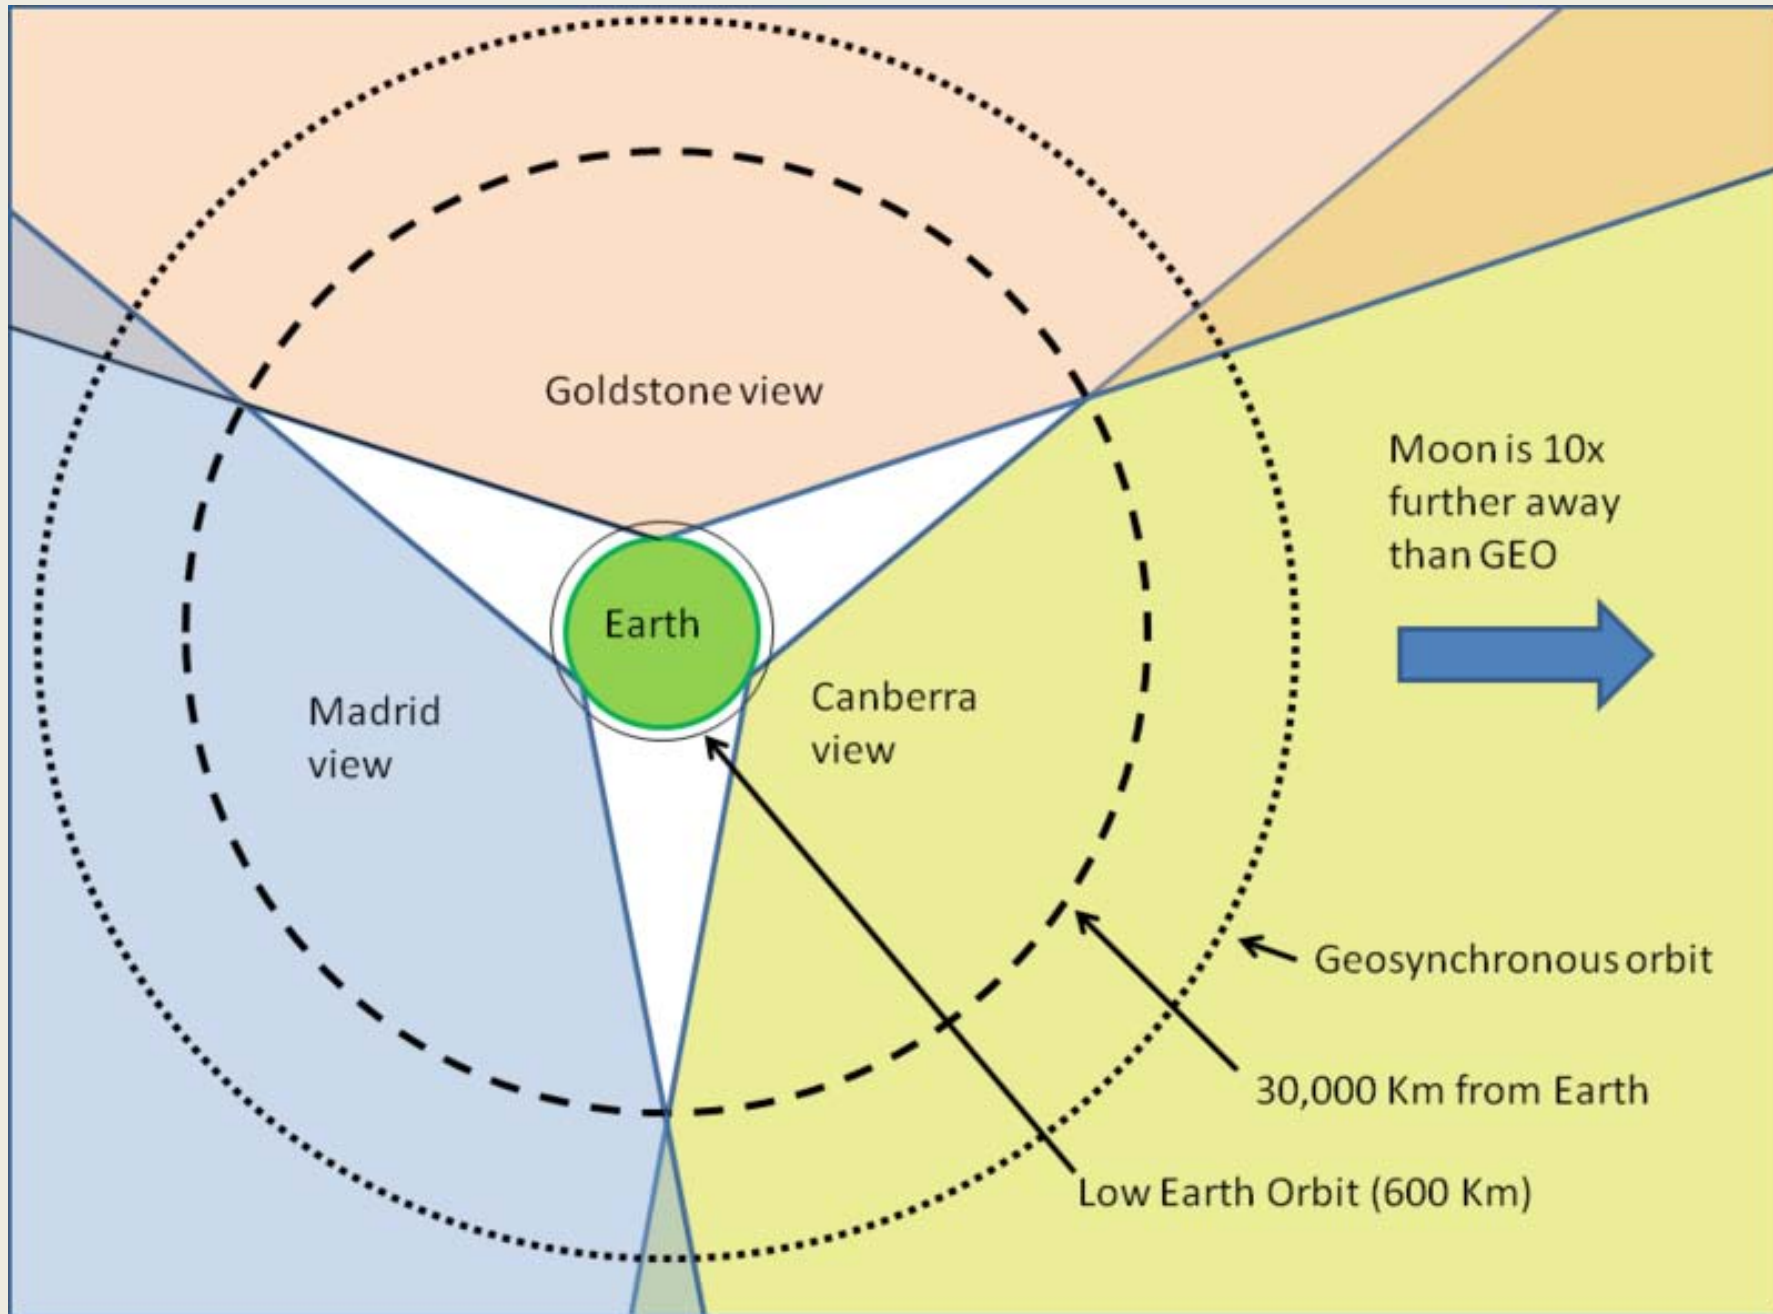 Goldstone view
Moon is 10x
further away
than GEO
Earth
Madrid
view
Canberra
view
Geosynchronous orbit
30,000 Km from Earth
Low Earth Orbit (600 Km)